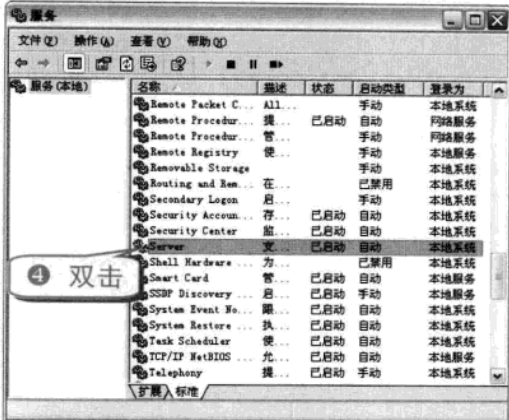 服务
文件(F) 操作(A) 查看(V) 帮助(H)
服务(本地)
名称 描述 状态 启动类型 登录为
Remote Packet C... All... 手动 本地系统
Remote Procedur... 提... 已启动 自动 网络服务
Remote Procedur... 管... 手动 网络服务
Remote Registry 使... 手动 本地服务
Removable Storage 手动 本地系统
Routing and Rem... 在... 已禁用 本地系统
Secondary Logon 启... 手动 本地系统
Security Accoun... 存... 已启动 自动 本地系统
Security Center 监... 已启动 自动 本地系统
Server 支... 已启动 自动 本地系统
Shell Hardware ... 为... 已禁用 本地系统
Smart Card 管... 已启动 自动 本地服务
SSDP Discovery ... 启... 已启动 手动 本地服务
System Event No... 跟... 已启动 自动 本地系统
System Restore ... 执... 已启动 自动 本地系统
Task Scheduler 使... 已启动 自动 本地系统
TCP/IP NetBIOS ... 允... 已启动 自动 本地服务
Telephony 提... 已启动 手动 本地系统
❹ 双击
扩展 标准